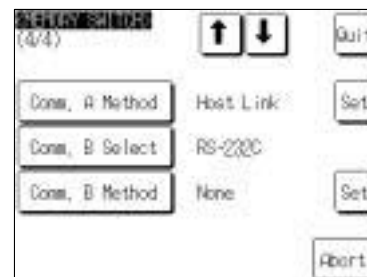 (MEMORY SWITCH)
(4/4)
Quit
Comm. A Method Host Link Set
Comm. B Select RS-232C
Comm. B Method None Set
Abort